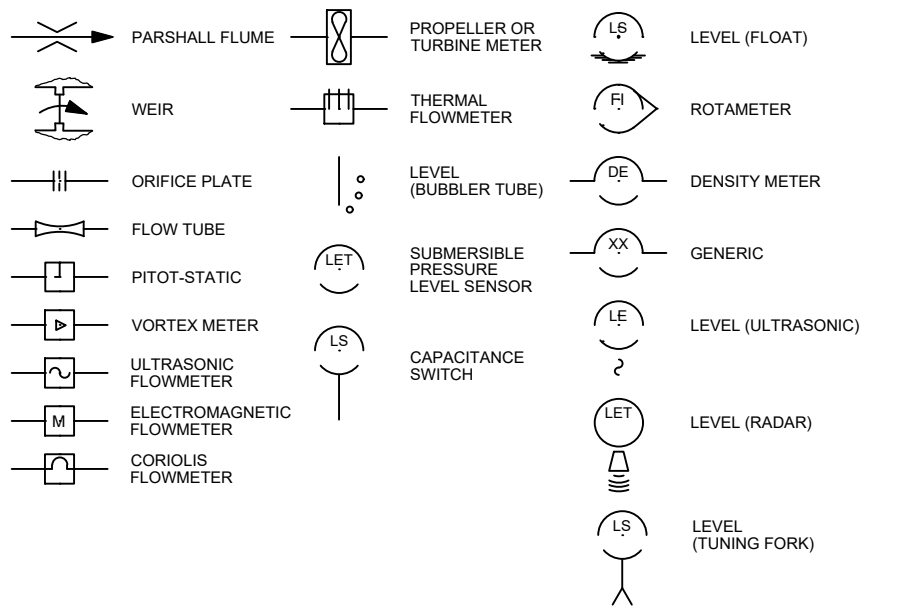 PARSHALL FLUME
WEIR
ORIFICE PLATE
FLOW TUBE
PITOT-STATIC
VORTEX METER
ULTRASONIC
FLOWMETER
M
ELECTROMAGNETIC
FLOWMETER
CORIOLIS
FLOWMETER
PROPELLER OR
TURBINE METER
THERMAL
FLOWMETER
LEVEL
(BUBBLER TUBE)
LET
SUBMERSIBLE
PRESSURE
LEVEL SENSOR
LS
CAPACITANCE
SWITCH
LS
LEVEL (FLOAT)
FI
ROTAMETER
DE
DENSITY METER
XX
GENERIC
LE
LEVEL (ULTRASONIC)
LET
LEVEL (RADAR)
LS
LEVEL
(TUNING FORK)